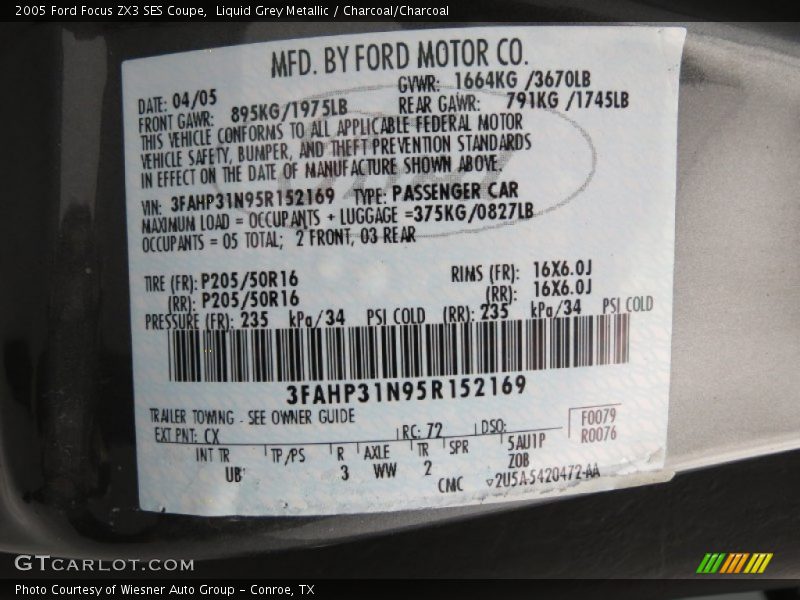 2005 Ford Focus ZX3 SES Coupe, Liquid Grey Metallic / Charcoal/Charcoal
MFD. BY FORD MOTOR CO.
DATE: 04/05 GVWR: 1664KG /3670LB
FRONT GAWR: 895KG/1975LB REAR GAWR: 791KG /1745LB
THIS VEHICLE CONFORMS TO ALL APPLICABLE FEDERAL MOTOR
VEHICLE SAFETY, BUMPER, AND THEFT PREVENTION STANDARDS
IN EFFECT ON THE DATE OF MANUFACTURE SHOWN ABOVE.
VIN: 3FAHP31N95R152169 TYPE: PASSENGER CAR
MAXIMUM LOAD = OCCUPANTS + LUGGAGE =375KG/0827LB
OCCUPANTS = 05 TOTAL; 2 FRONT, 03 REAR
TIRE (FR): P205/50R16 RIMS (FR): 16X6.0J
(RR): P205/50R16 (RR): 16X6.0J
PRESSURE (FR): 235 kPa/34 PSI COLD (RR): 235 kPa/34 PSI COLD
3FAHP31N95R152169
TRAILER TOWING - SEE OWNER GUIDE F0079
EXT PNT: CX RC: 72 DSO: R0076
INT TR TP/PS R AXLE TR SPR 5AU1P
UB 3 WW 2 ZOB
CMC 2U5A-5420472-AA
GTCARLOT.COM
Photo Courtesy of Wiesner Auto Group - Conroe, TX